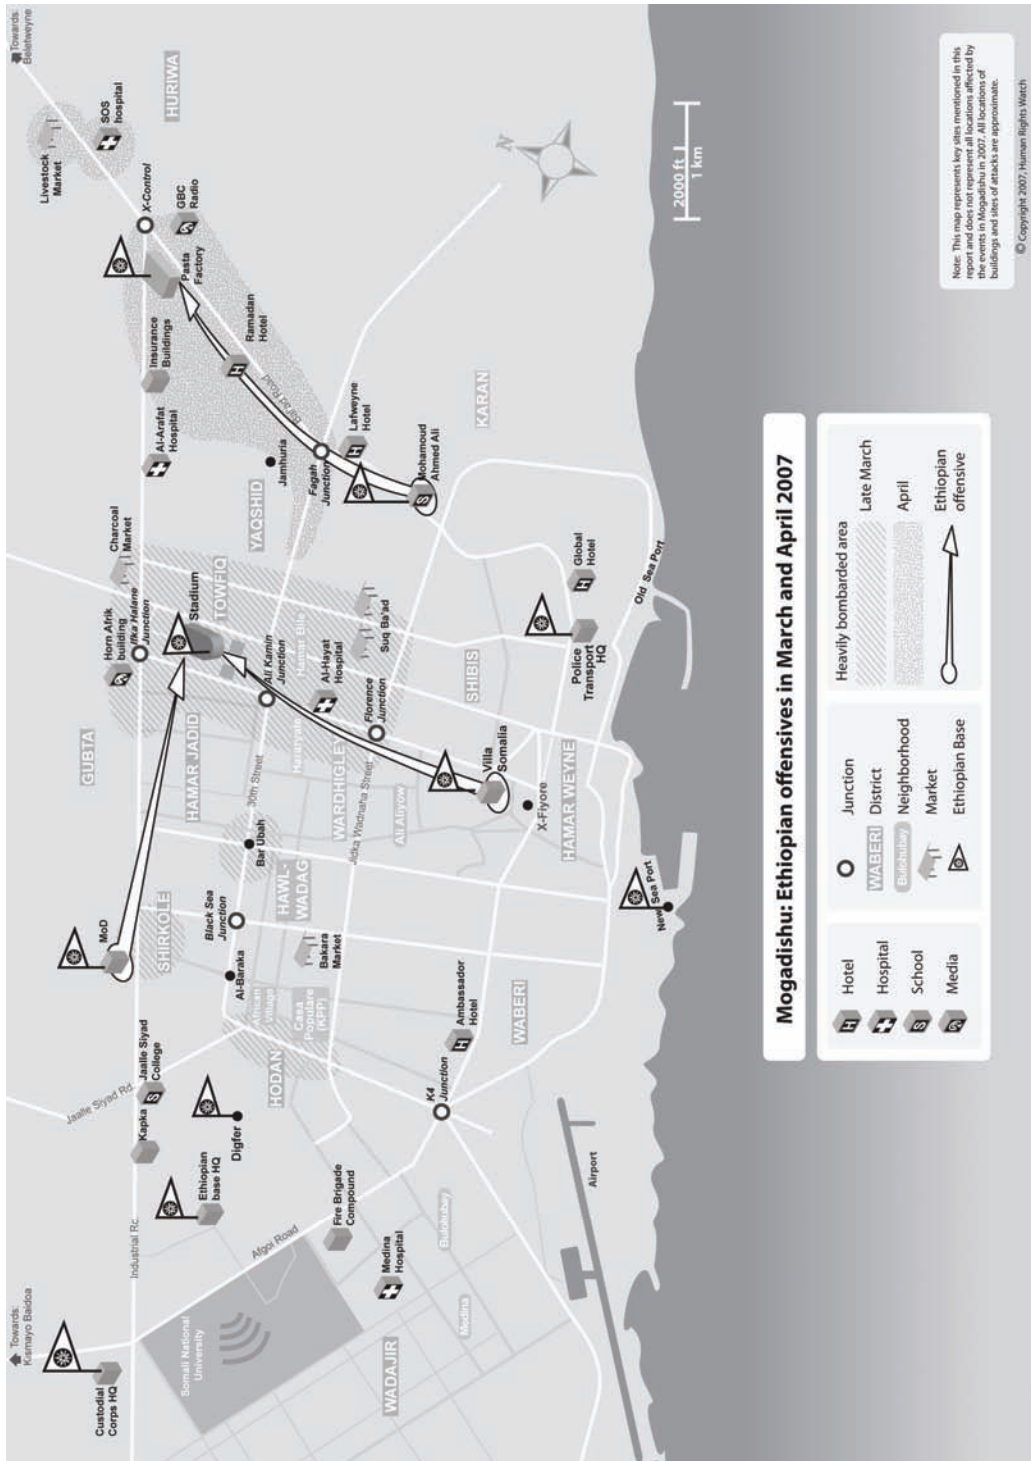 Towards:
Beletweyne
Livestock
Market
SOS
hospital
HURIWA
X-Control
GBC
Radio
Pasta
Factory
Insurance
Buildings
Ramadan
Hotel
Bal'ad Road
Al-Arafat
Hospital
Jamhuria
Fagah
Junction
Lafweyne
Hotel
Mohamoud
Ahmed Ali
KARAN
YAQSHID
N
2000 ft
1 km
Charcoal
Market
Horn Afrik
building
Ifka Halane
Junction
Stadium
TOWFIQ
GUBTA
HAMAR JADID
Ali Kamin
Junction
Hamar Bile
Suq Ba'ad
Al-Hayat
Hospital
Florence
Junction
SHIBIS
Global
Hotel
Police
Transport
HQ
Old Sea Port
WARDHIGLEY
30th Street
Jidka Wadnaha Street
Ali Aliyow
Villa
Somalia
X-Fiyore
HAMAR WEYNE
MoD
SHIRKOLE
Bar Ubah
HAWL-
WADAG
Black Sea
Junction
Bakara
Market
Al-Baraka
African
Village
Casa
Populare
(KPP)
New Sea Port
Jaalle Siyad Rd.
Jaalle Siyad
College
Kapka
HODAN
Digfer
Ambassador
Hotel
WABERI
K4
Junction
Ethiopian
base HQ
Fire Brigade
Compound
Industrial Rd.
Afgoi Road
Bulohubay
Airport
Medina
Hospital
Medina
Towards:
Kismayo Baidoa
Somali National
University
Custodial
Corps HQ
WADAJIR
Mogadishu: Ethiopian offensives in March and April 2007
H Hotel
Hospital
S School
Media
Junction
WABERI District
Bulohubay Neighborhood
Market
Ethiopian Base
Heavily bombarded area
Late March
April
Ethiopian
offensive
Note: This map represents key sites mentioned in this
report and does not represent all locations affected by
the events in Mogadishu in 2007. All locations of
buildings and sites of attacks are approximate.
© Copyright 2007, Human Rights Watch